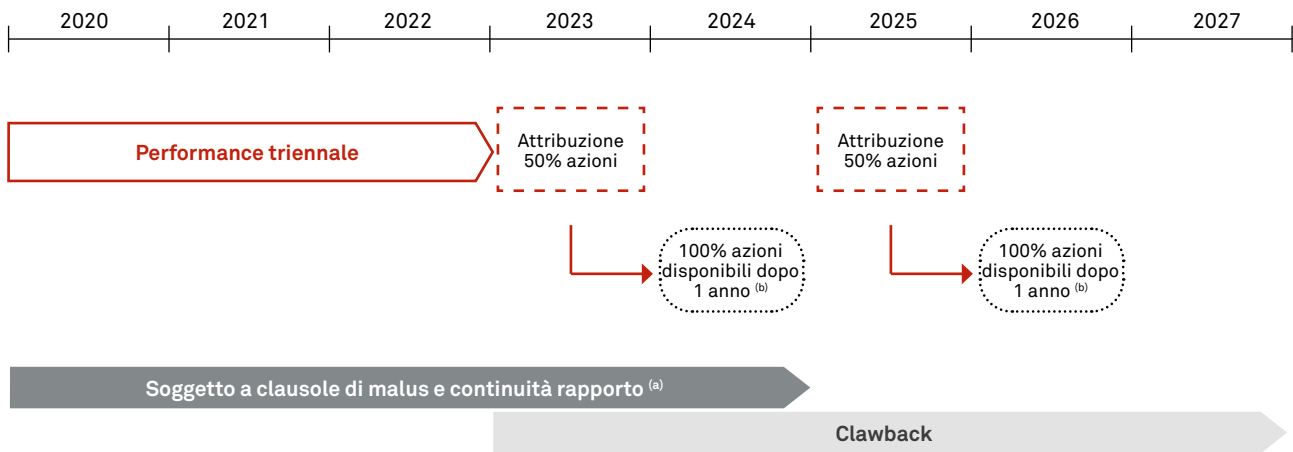 2020 2021 2022 2023 2024 2025 2026 2027
Performance triennale
Attribuzione
50% azioni
Attribuzione
50% azioni
100% azioni
disponibili dopo
1 anno (b)
100% azioni
disponibili dopo
1 anno (b)
Soggetto a clausole di malus e continuità rapporto (a)
Clawback